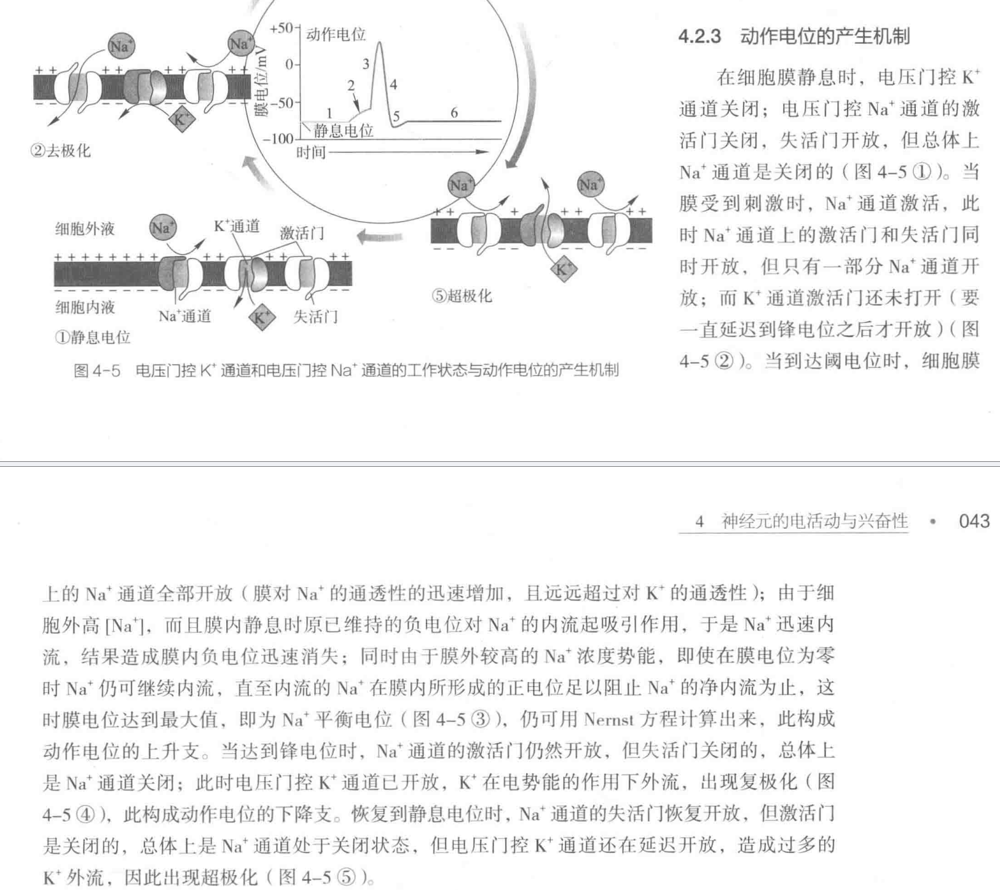 +50
动作电位
0
-50
-100
膜电位/mV
1
2
3
4
5
6
静息电位
时间
Na⁺
Na⁺
+ +
+ +
+ +
+ +
K⁺
②去极化
细胞外液
Na⁺
K⁺通道
激活门
+ + + + + + + +
+ +
+ +
+ +
细胞内液
Na⁺通道
K⁺
失活门
①静息电位
Na⁺
Na⁺
+ +
+
+ +
+ +
K⁺
⑤超极化
图 4-5 电压门控 K⁺ 通道和电压门控 Na⁺ 通道的工作状态与动作电位的产生机制
4.2.3 动作电位的产生机制
在细胞膜静息时，电压门控 K⁺
通道关闭；电压门控 Na⁺ 通道的激
活门关闭，失活门开放，但总体上
Na⁺ 通道是关闭的（图 4-5 ①）。当
膜受到刺激时，Na⁺ 通道激活，此
时 Na⁺ 通道上的激活门和失活门同
时开放，但只有一部分 Na⁺ 通道开
放；而 K⁺ 通道激活门还未打开（要
一直延迟到锋电位之后才开放）（图
4-5 ②）。当到达阈电位时，细胞膜
4 神经元的电活动与兴奋性 • 043
上的 Na⁺ 通道全部开放（膜对 Na⁺ 的通透性的迅速增加，且远远超过对 K⁺ 的通透性）；由于细
胞外高 [Na⁺]，而且膜内静息时原已维持的负电位对 Na⁺ 的内流起吸引作用，于是 Na⁺ 迅速内
流，结果造成膜内负电位迅速消失；同时由于膜外较高的 Na⁺ 浓度势能，即使在膜电位为零
时 Na⁺ 仍可继续内流，直至内流的 Na⁺ 在膜内所形成的正电位足以阻止 Na⁺ 的净内流为止，这
时膜电位达到最大值，即为 Na⁺ 平衡电位（图 4-5 ③），仍可用 Nernst 方程计算出来，此构成
动作电位的上升支。当达到锋电位时，Na⁺ 通道的激活门仍然开放，但失活门关闭的，总体上
是 Na⁺ 通道关闭；此时电压门控 K⁺ 通道已开放，K⁺ 在电势能的作用下外流，出现复极化（图
4-5 ④），此构成动作电位的下降支。恢复到静息电位时，Na⁺ 通道的失活门恢复开放，但激活门
是关闭的，总体上是 Na⁺ 通道处于关闭状态，但电压门控 K⁺ 通道还在延迟开放，造成过多的
K⁺ 外流，因此出现超极化（图 4-5 ⑤）。